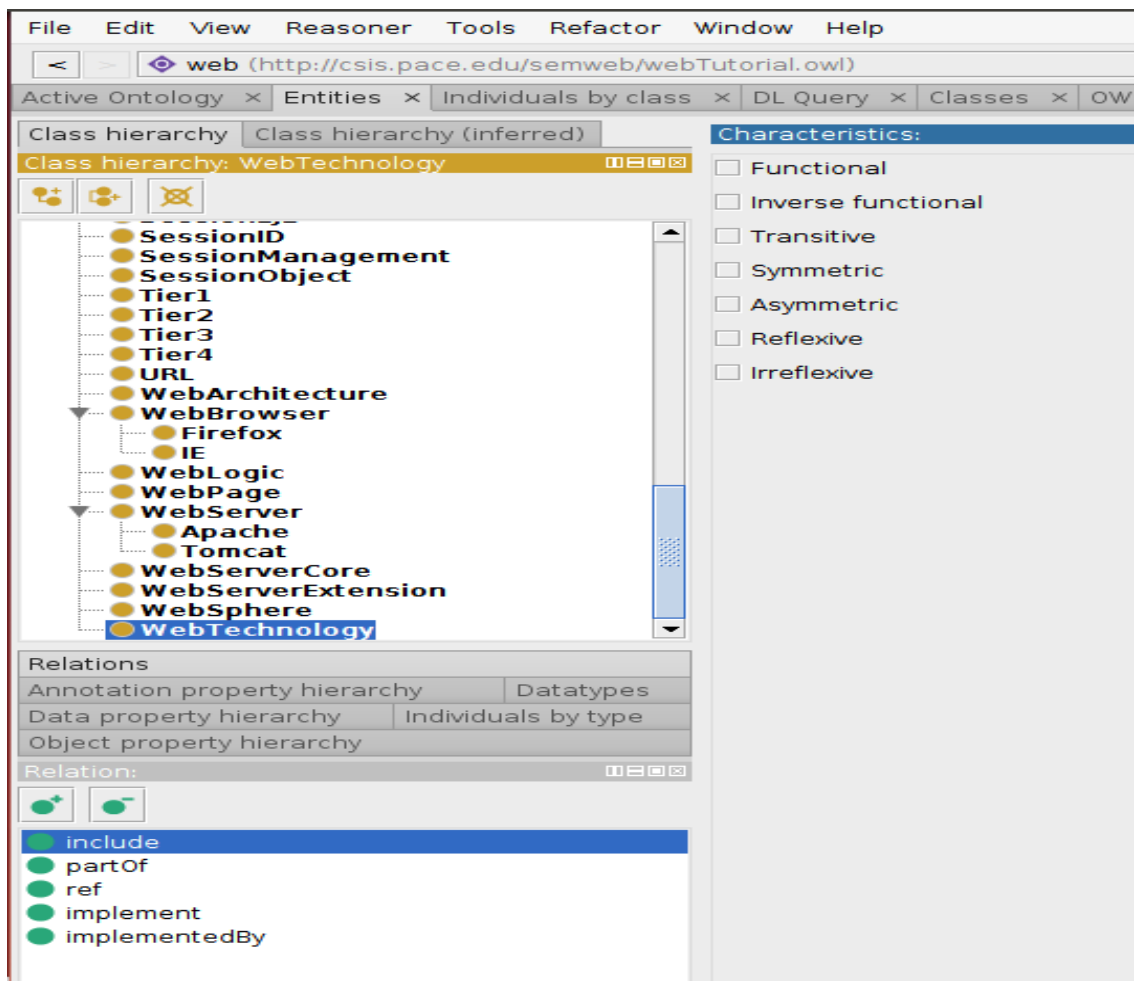 File Edit View Reasoner Tools Refactor Window Help
< > web (http://csis.pace.edu/semweb/webTutorial.owl)
Active Ontology × Entities × Individuals by class × DL Query × Classes × OW
Class hierarchy Class hierarchy (inferred)
Class hierarchy: WebTechnology
SessionID
SessionManagement
SessionObject
Tier1
Tier2
Tier3
Tier4
URL
WebArchitecture
WebBrowser
Firefox
IE
WebLogic
WebPage
WebServer
Apache
Tomcat
WebServerCore
WebServerExtension
WebSphere
WebTechnology
Relations
Annotation property hierarchy Datatypes
Data property hierarchy Individuals by type
Object property hierarchy
Relation:
include
partOf
ref
implement
implementedBy
Characteristics:
Functional
Inverse functional
Transitive
Symmetric
Asymmetric
Reflexive
Irreflexive